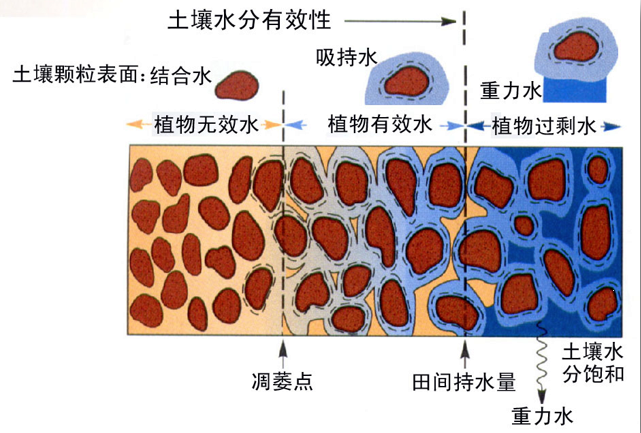 土壤水分有效性
吸持水
土壤颗粒表面:结合水
重力水
植物无效水
植物有效水
植物过剩水
凋萎点
田间持水量
土壤水
分饱和
重力水